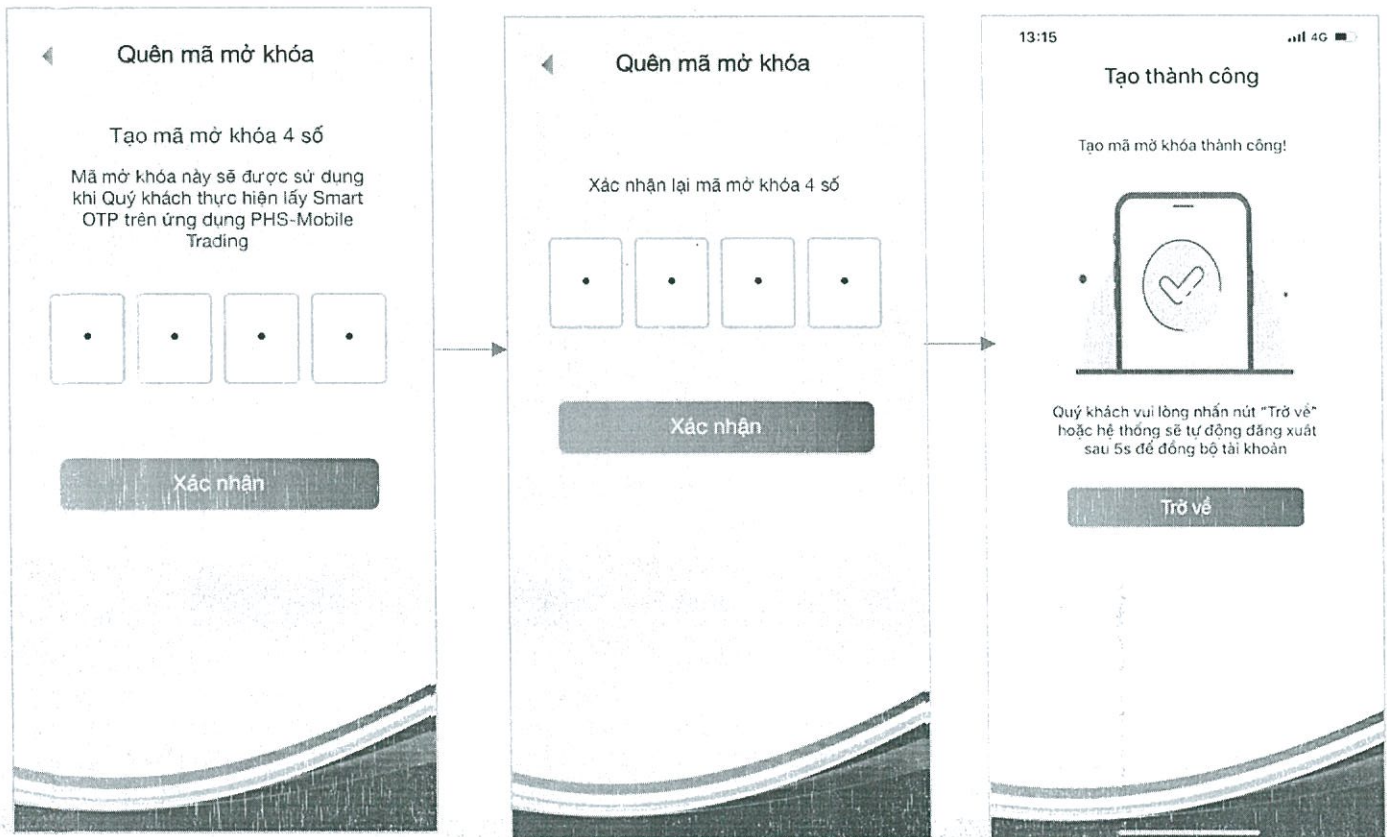 Quên mã mở khóa
Tạo mã mở khóa 4 số
Mã mở khóa này sẽ được sử dụng
khi Quý khách thực hiện lấy Smart
OTP trên ứng dụng PHS-Mobile
Trading
Xác nhận
Quên mã mở khóa
Xác nhận lại mã mở khóa 4 số
Xác nhận
13:15
4G
Tạo thành công
Tạo mã mở khóa thành công!
Quý khách vui lòng nhấn nút "Trở về"
hoặc hệ thống sẽ tự động đăng xuất
sau 5s để đồng bộ tài khoản
Trở về